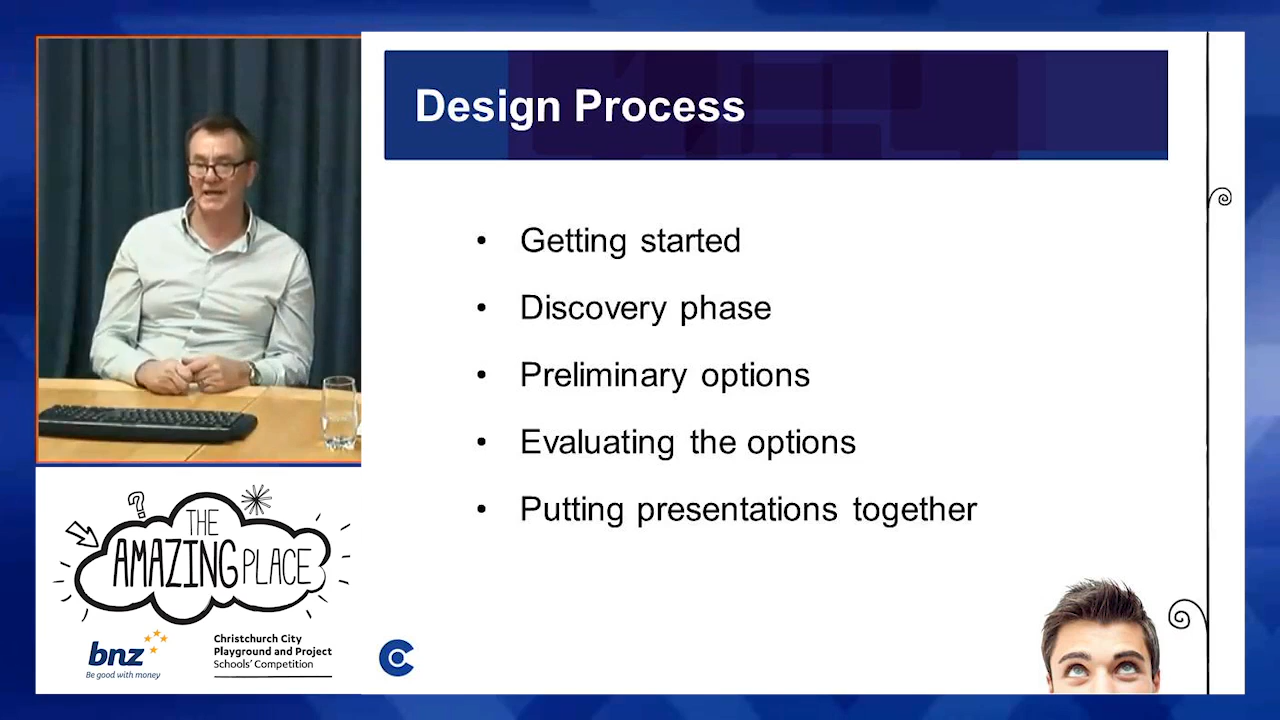 Design Process
• Getting started
• Discovery phase
• Preliminary options
• Evaluating the options
• Putting presentations together
THE
AMAZING PLACE
bnz
Be good with money
Christchurch City
Playground and Project
Schools' Competition